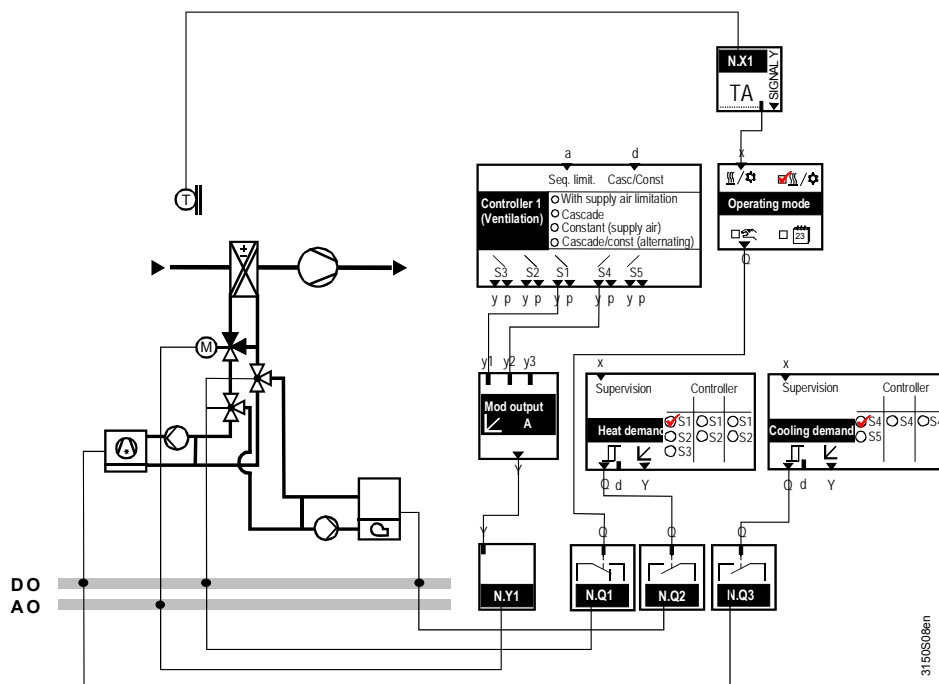 N.X1
TA
SIGNAL Y
x
Operating mode
23
Q
a d
Seq. limit. Casc/Const
Controller 1
(Ventilation)
With supply air limitation
Cascade
Constant (supply air)
Cascade/const (alternating)
S3 S2 S1 S4 S5
y p y p y p y p y p
T
M
y1 y2 y3
Mod output
A
Y
x
Supervision Controller
Heat demand
S1 S1 S1
S2 S2 S2
S3
Q d Y
x
Supervision Controller
Cooling demand
S4 S4 S4
S5
Q d Y
Y
N.Y1
Q
N.Q1
Q
N.Q2
Q
N.Q3
DO
AO
3150S08en